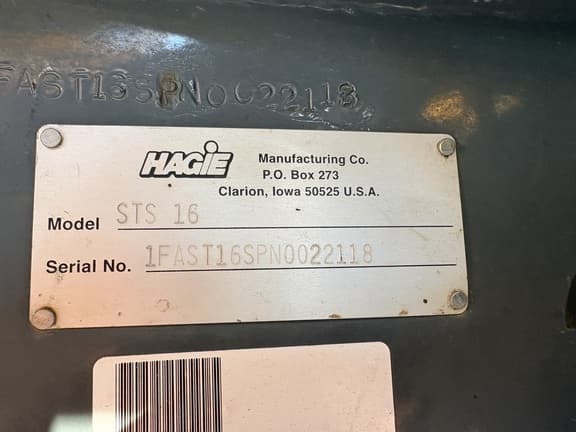 FAST16SPN0022118
HAGIE Manufacturing Co.
P.O. Box 273
Clarion, Iowa 50525 U.S.A.
Model STS 16
Serial No. 1FAST16SPN0022118